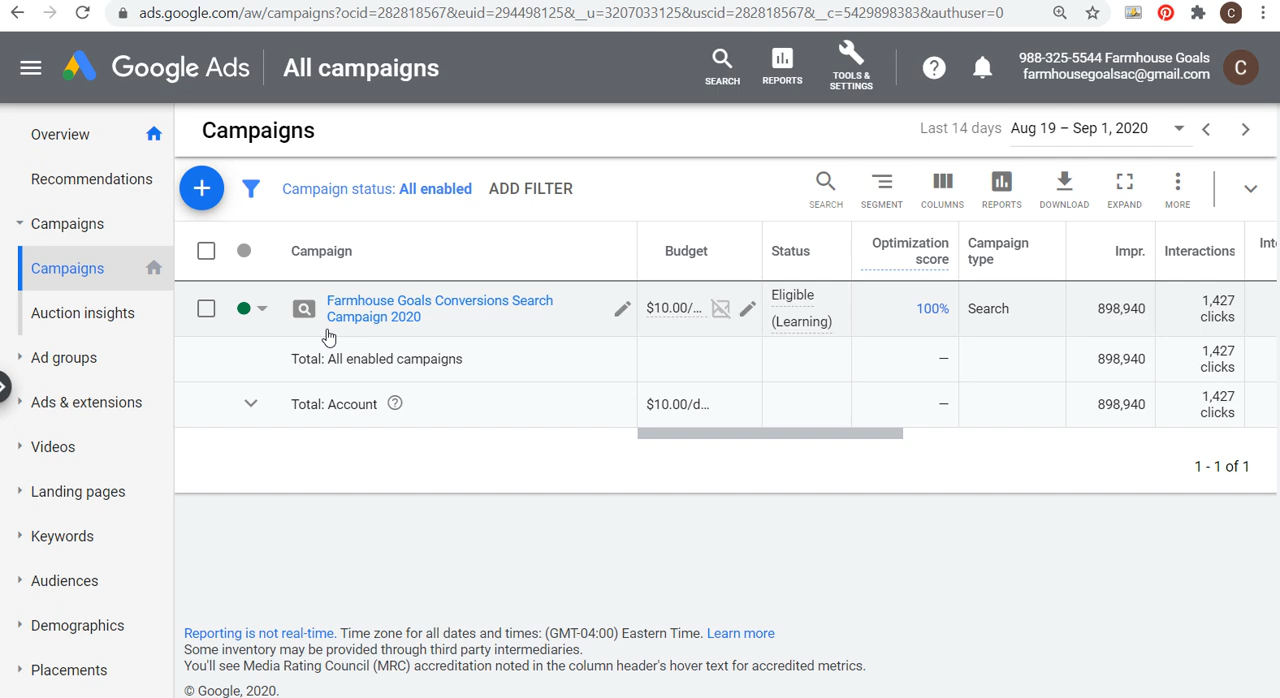 ads.google.com/aw/campaigns?ocid=282818567&euid=294498125&__u=3207033125&uscid=282818567&__c=5429898383&authuser=0
C
Google Ads
All campaigns
SEARCH
REPORTS
TOOLS &
SETTINGS
988-325-5544 Farmhouse Goals
farmhousegoalsac@gmail.com
C
Overview
Recommendations
Campaigns
Campaigns
Auction insights
Ad groups
Ads & extensions
Videos
Landing pages
Keywords
Audiences
Demographics
Placements
Campaigns
Last 14 days Aug 19 – Sep 1, 2020
Campaign status: All enabled ADD FILTER
SEARCH
SEGMENT
COLUMNS
REPORTS
DOWNLOAD
EXPAND
MORE
Campaign
Budget
Status
Optimization
score
Campaign
type
Impr.
Interactions
Int
Farmhouse Goals Conversions Search
Campaign 2020
$10.00/...
Eligible
(Learning)
100%
Search
898,940
1,427
clicks
Total: All enabled campaigns
–
898,940
1,427
clicks
Total: Account
$10.00/d...
–
898,940
1,427
clicks
1 - 1 of 1
Reporting is not real-time. Time zone for all dates and times: (GMT-04:00) Eastern Time. Learn more
Some inventory may be provided through third party intermediaries.
You'll see Media Rating Council (MRC) accreditation noted in the column header's hover text for accredited metrics.
© Google, 2020.